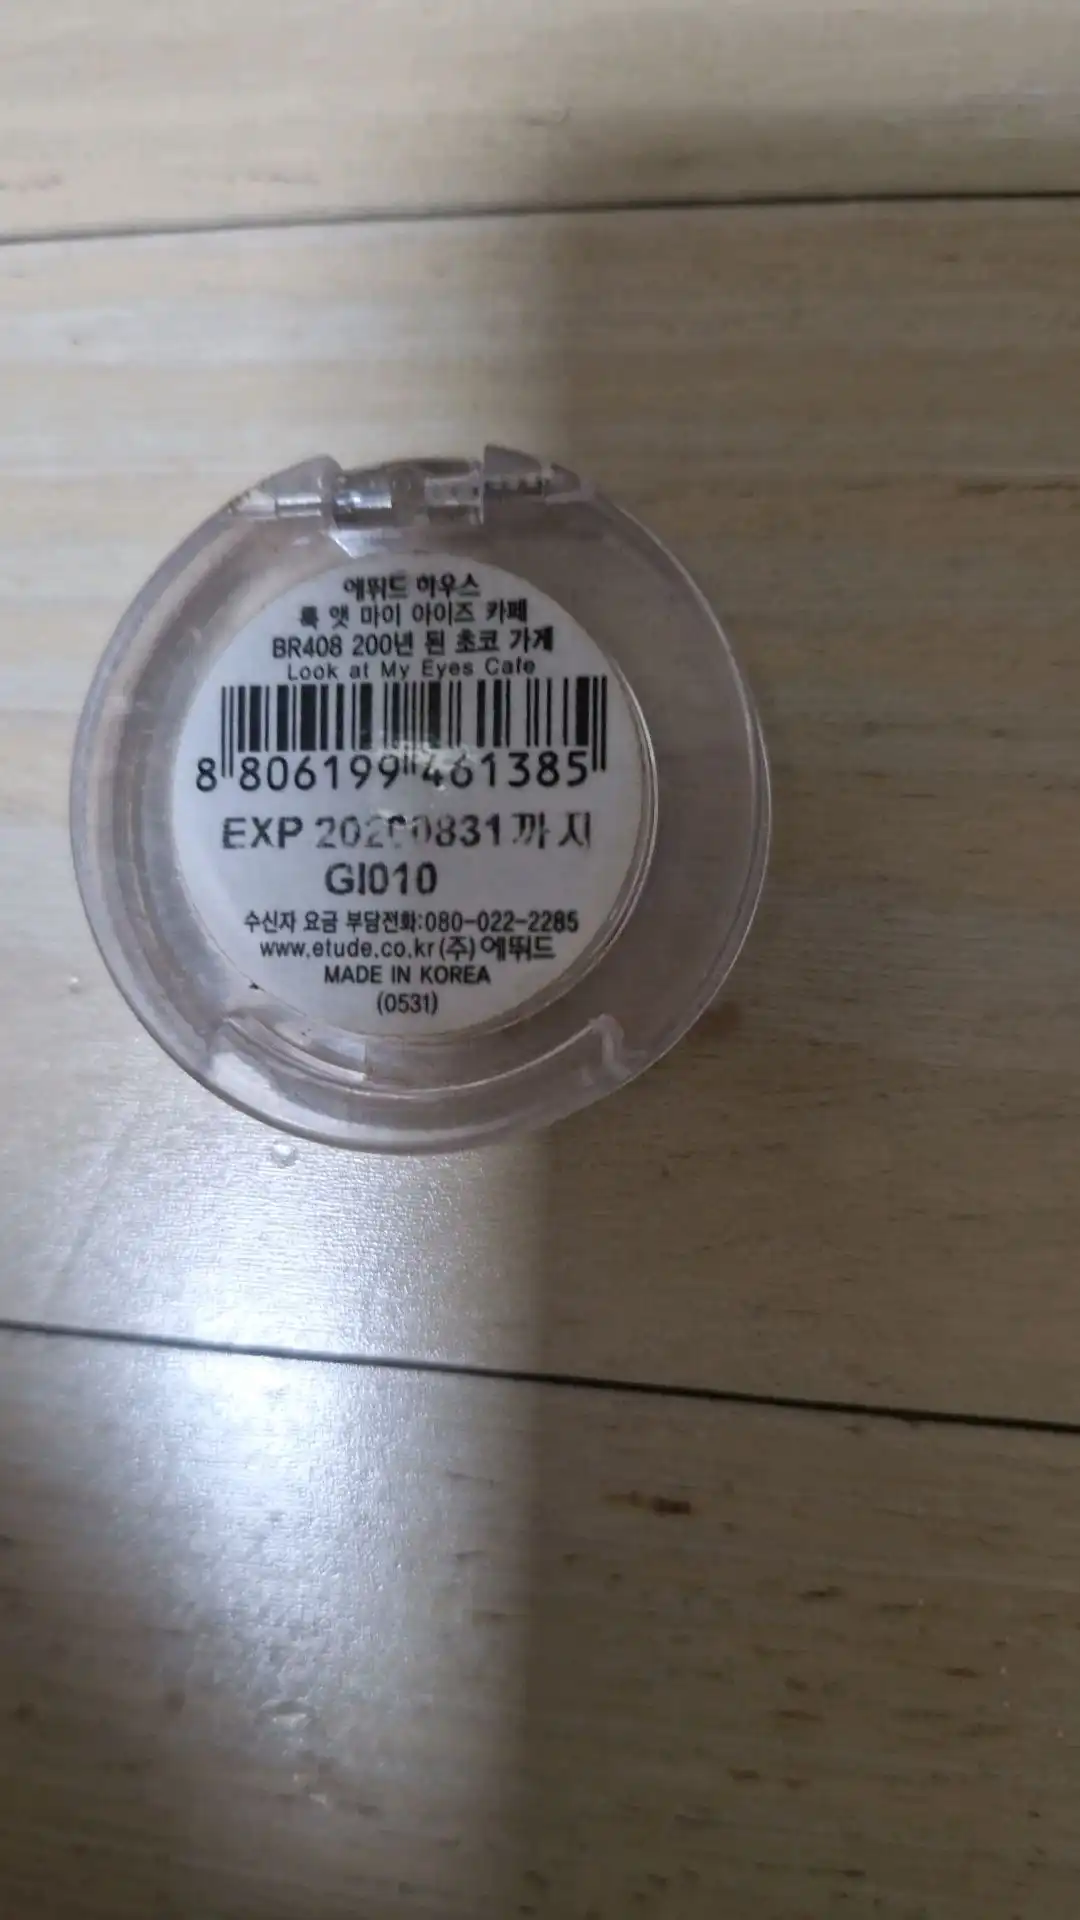 에뛰드 하우스
룩 앳 마이 아이즈 카페
BR408 200년 된 초코 가게
Look at My Eyes Cafe
8 806199 461385
EXP 까지
GI010
수신자 요금 부담전화:080-022-2285
www.etude.co.kr (주)에뛰드
MADE IN KOREA
(0531)